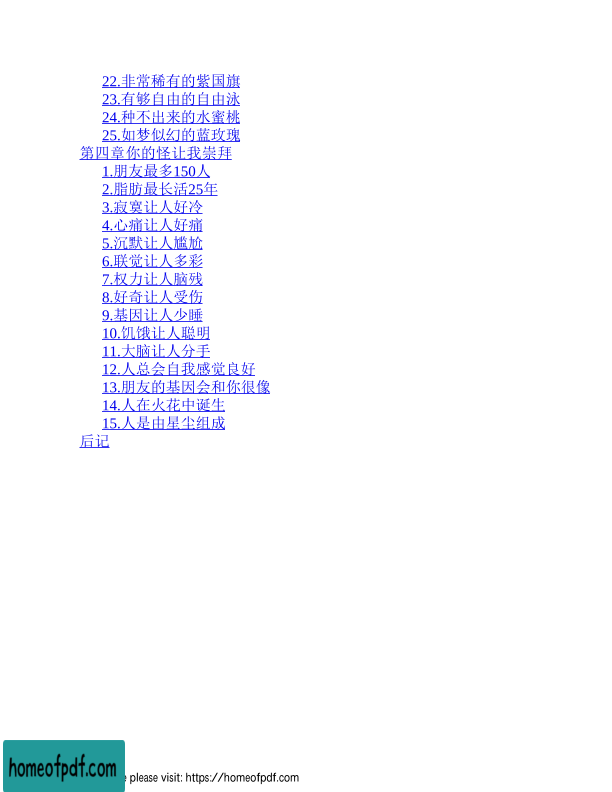 22.非常稀有的紫国旗
23.有够自由的自由泳
24.种不出来的水蜜桃
25.如梦似幻的蓝玫瑰
第四章你的怪让我崇拜
1.朋友最多150人
2.脂肪最长活25年
3.寂寞让人好冷
4.心痛让人好痛
5.沉默让人尴尬
6.联觉让人多彩
7.权力让人脑残
8.好奇让人受伤
9.基因让人少睡
10.饥饿让人聪明
11.大脑让人分手
12.人总会自我感觉良好
13.朋友的基因会和你很像
14.人在火花中诞生
15.人是由星尘组成
后记
homeofpdf.com
please visit: https://homeofpdf.com